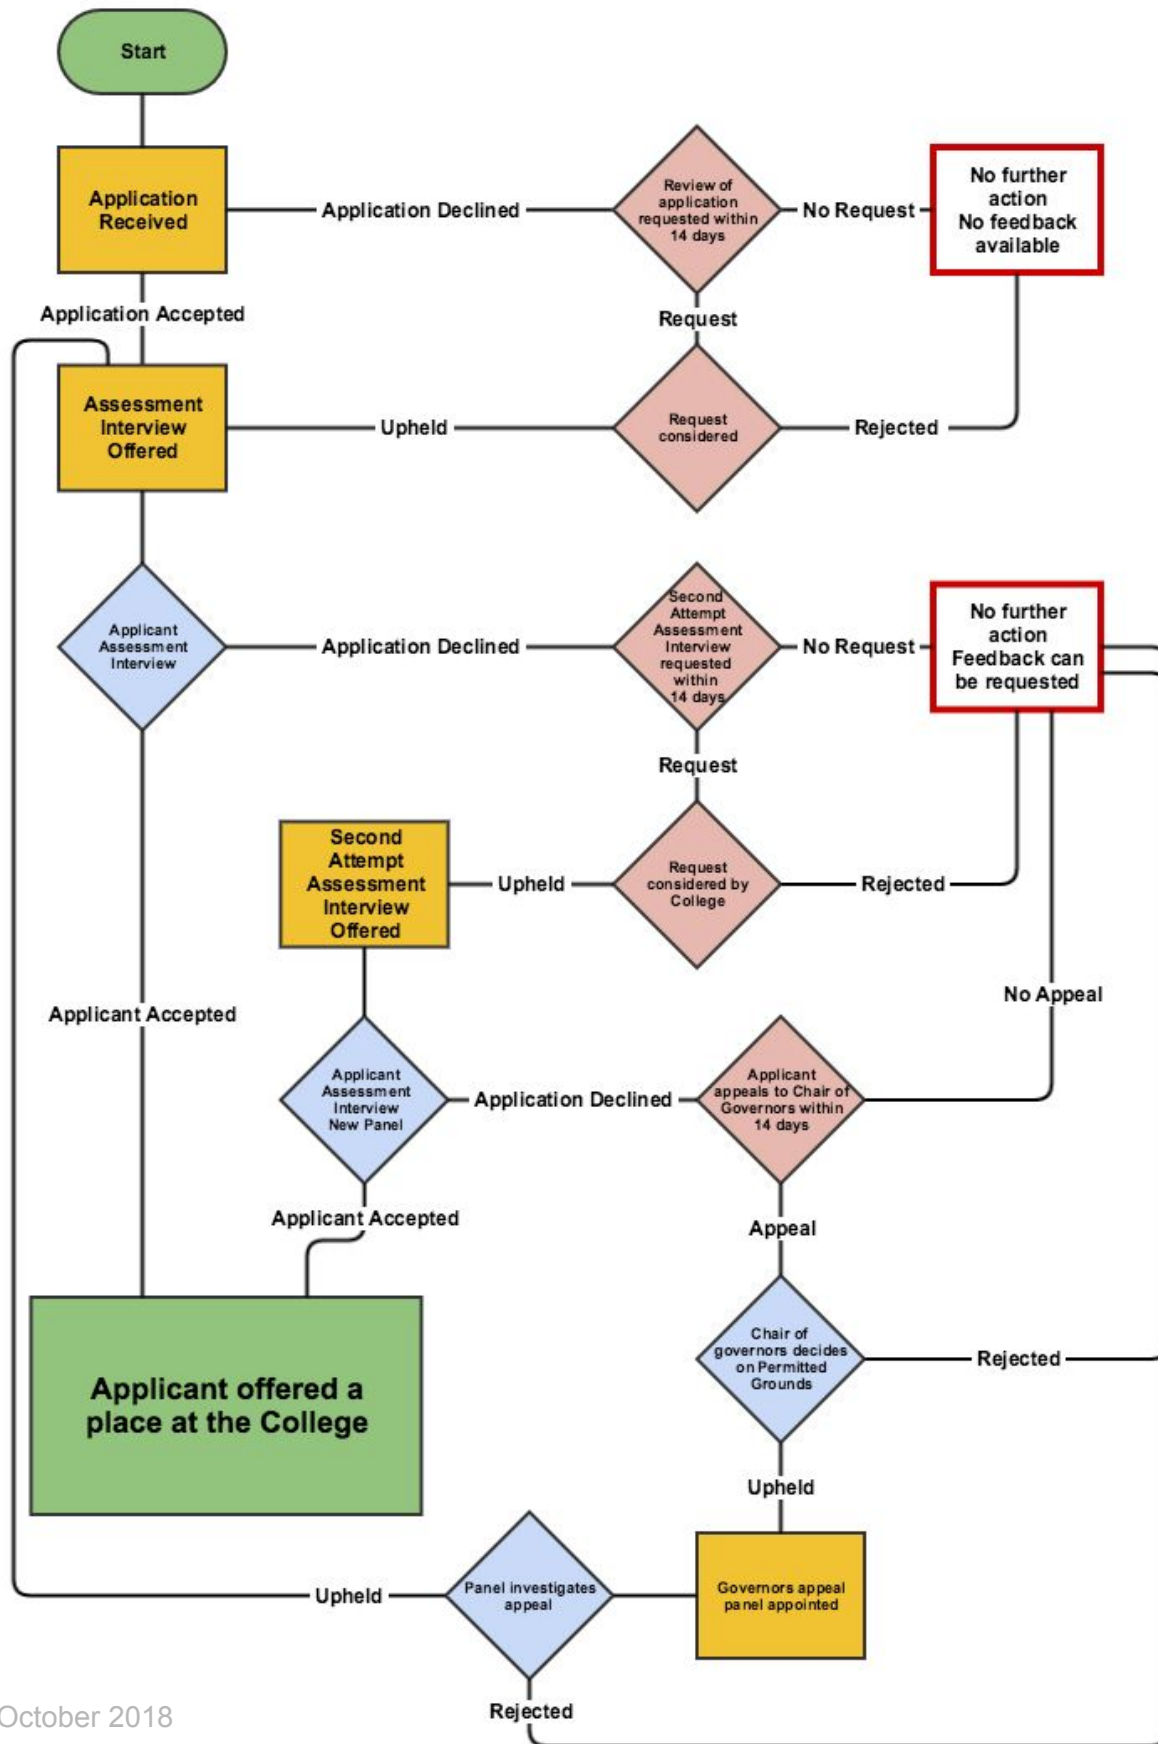 Start
Application
Received
Application Declined
Review of
application
requested within
14 days
No Request
No further
action
No feedback
available
Application Accepted
Request
Assessment
Interview
Offered
Upheld
Request
considered
Rejected
Applicant
Assessment
Interview
Application Declined
Second
Attempt
Assessment
Interview
requested
within
14 days
No Request
No further
action
Feedback can
be requested
Request
Second
Attempt
Assessment
Interview
Offered
Upheld
Request
considered by
College
Rejected
Applicant Accepted
No Appeal
Applicant
Assessment
Interview
New Panel
Application Declined
Applicant
appeals to Chair of
Governors within
14 days
Applicant Accepted
Appeal
Applicant offered a
place at the College
Chair of
governors decides
on Permitted
Grounds
Rejected
Upheld
Upheld
Panel investigates
appeal
Governors appeal
panel appointed
Rejected
October 2018